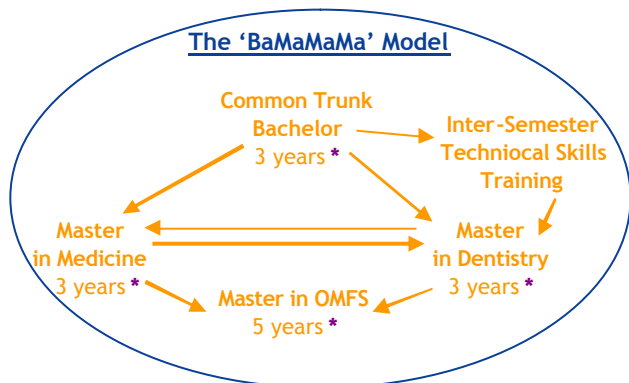 The ‘BaMaMaMa’ Model
Common Trunk
Bachelor
3 years *
Inter-Semester
Techniocal Skills
Training
Master
in Medicine
3 years *
Master
in Dentistry
3 years *
Master in OMFS
5 years *